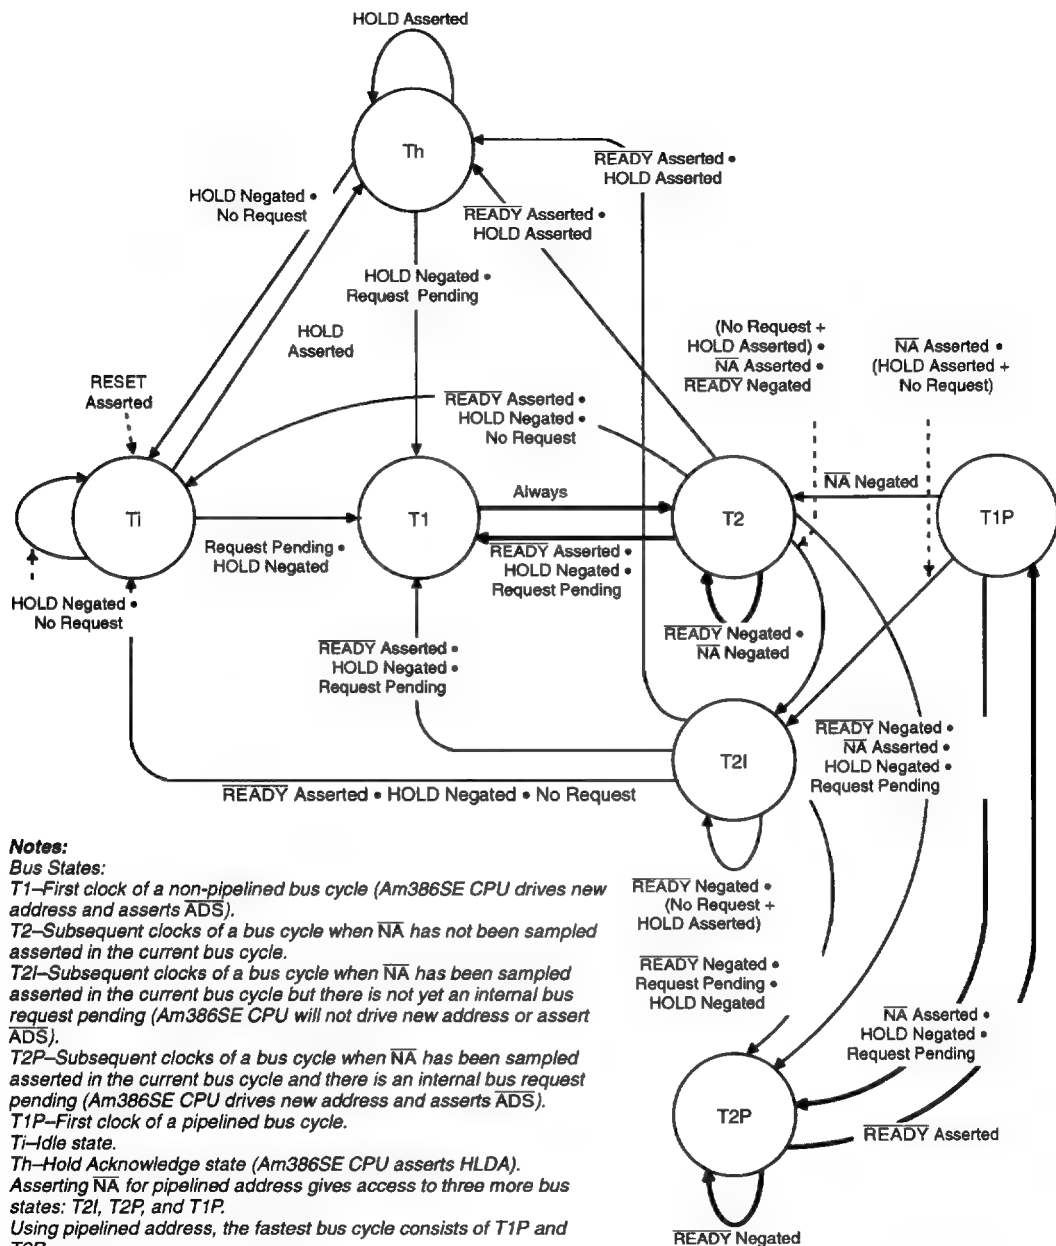 HOLD Asserted
Th
READY Asserted •
HOLD Asserted
HOLD Negated •
No Request
READY Asserted •
HOLD Asserted
HOLD Negated •
Request Pending
HOLD
Asserted
(No Request +
HOLD Asserted) •
NA Asserted •
READY Negated
NA Asserted •
(HOLD Asserted +
No Request)
RESET
Asserted
READY Asserted •
HOLD Negated •
No Request
Ti
T1
Always
T2
NA Negated
T1P
Request Pending •
HOLD Negated
READY Asserted •
HOLD Negated •
Request Pending
HOLD Negated •
No Request
READY Negated •
NA Negated
READY Asserted •
HOLD Negated •
Request Pending
T2I
READY Negated •
NA Asserted •
HOLD Negated •
Request Pending
READY Asserted • HOLD Negated • No Request
READY Negated •
(No Request +
HOLD Asserted)
READY Negated •
Request Pending •
HOLD Negated
NA Asserted •
HOLD Negated •
Request Pending
T2P
READY Asserted
READY Negated
Notes:
Bus States:
T1–First clock of a non-pipelined bus cycle (Am386SE CPU drives new
address and asserts ADS).
T2–Subsequent clocks of a bus cycle when NA has not been sampled
asserted in the current bus cycle.
T2I–Subsequent clocks of a bus cycle when NA has been sampled
asserted in the current bus cycle but there is not yet an internal bus
request pending (Am386SE CPU will not drive new address or assert
ADS).
T2P–Subsequent clocks of a bus cycle when NA has been sampled
asserted in the current bus cycle and there is an internal bus request
pending (Am386SE CPU drives new address and asserts ADS).
T1P–First clock of a pipelined bus cycle.
Ti–Idle state.
Th–Hold Acknowledge state (Am386SE CPU asserts HLDA).
Asserting NA for pipelined address gives access to three more bus
states: T2I, T2P, and T1P.
Using pipelined address, the fastest bus cycle consists of T1P and